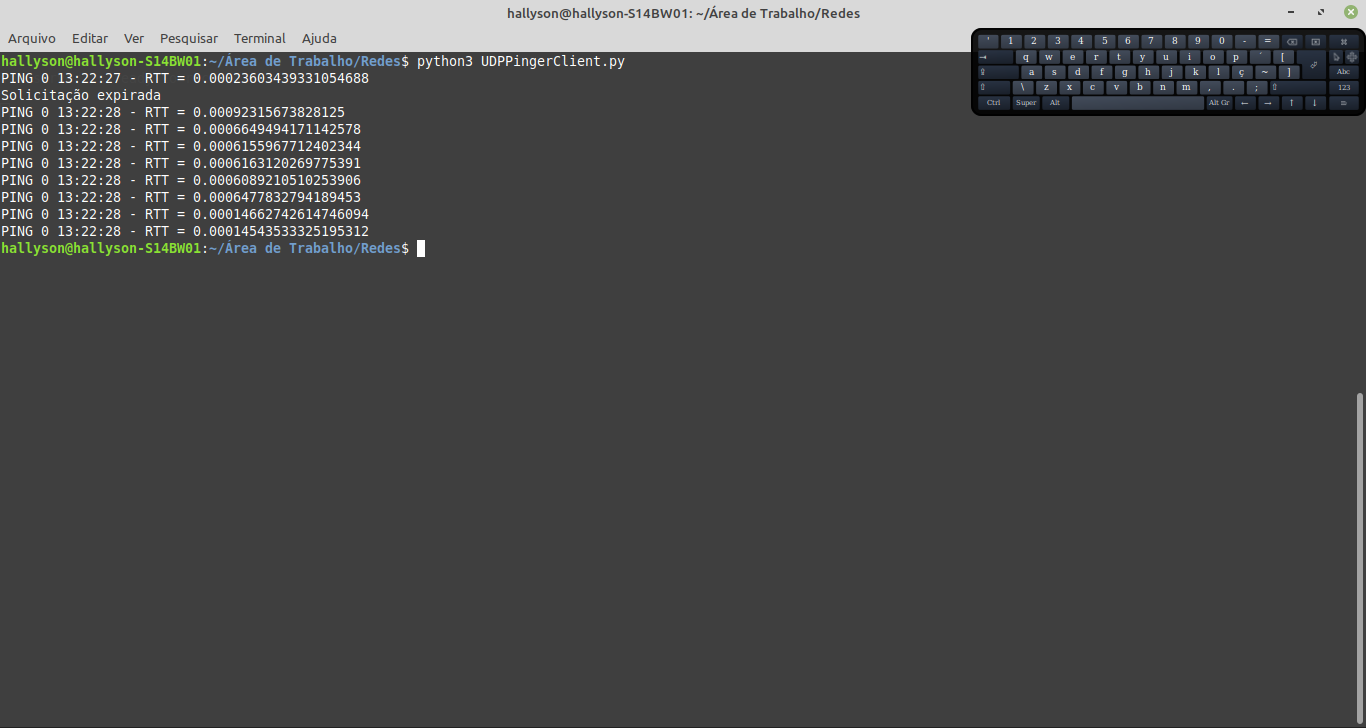 hallyson@hallyson-S14BW01: ~/Área de Trabalho/Redes
Arquivo Editar Ver Pesquisar Terminal Ajuda
hallyson@hallyson-S14BW01:~/Área de Trabalho/Redes$ python3 UDPPingerClient.py
PING 0 13:22:27 - RTT = 0.00023603439331054688
Solicitação expirada
PING 0 13:22:28 - RTT = 0.00092315673828125
PING 0 13:22:28 - RTT = 0.0006649494171142578
PING 0 13:22:28 - RTT = 0.0006155967712402344
PING 0 13:22:28 - RTT = 0.0006163120269775391
PING 0 13:22:28 - RTT = 0.0006089210510253906
PING 0 13:22:28 - RTT = 0.0006477832794189453
PING 0 13:22:28 - RTT = 0.00014662742614746094
PING 0 13:22:28 - RTT = 0.00014543533325195312
hallyson@hallyson-S14BW01:~/Área de Trabalho/Redes$
' 1 2 3 4 5 6 7 8 9 0 - =
q w e r t y u i o p ´ [
a s d f g h j k l ç ~ ] Abc
\ z x c v b n m , . ; 123
Ctrl Super Alt Alt Gr ← → ↑ ↓